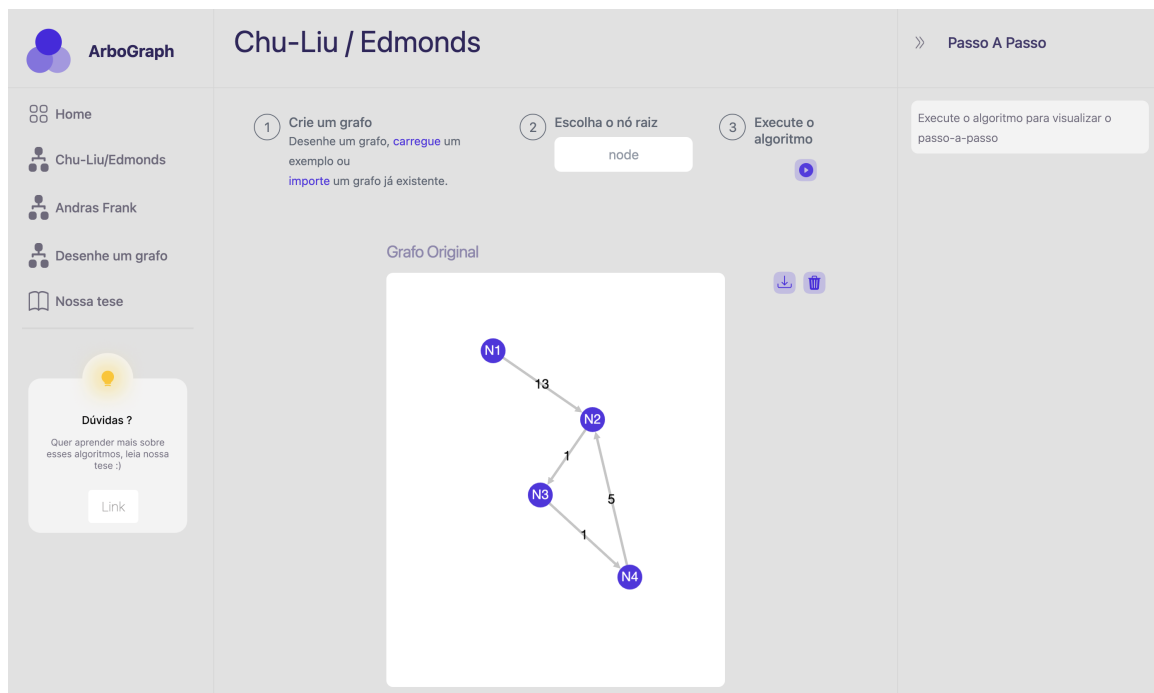 ArboGraph
Home
Chu-Liu/Edmonds
Andras Frank
Desenhe um grafo
Nossa tese
Dúvidas ?
Quer aprender mais sobre
esses algoritmos, leia nossa
tese :)
Link
Chu-Liu / Edmonds
1
Crie um grafo
Desenhe um grafo, carregue um
exemplo ou
importe um grafo já existente.
2
Escolha o nó raiz
node
3
Execute o
algoritmo
Grafo Original
N1
13
N2
1
N3
5
1
N4
Passo A Passo
Execute o algoritmo para visualizar o
passo-a-passo